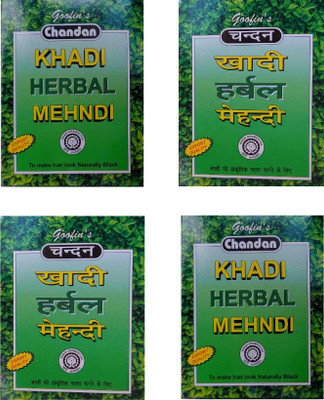 Goofin's
Chandan
KHADI
HERBAL
MEHNDI
To make hair look Naturally Black
Goofin's
चन्दन
खादी
हर्बल
मेहन्दी
Goofin's
चन्दन
खादी
हर्बल
मेहन्दी
Goofin's
Chandan
KHADI
HERBAL
MEHNDI
To make hair look Naturally Black